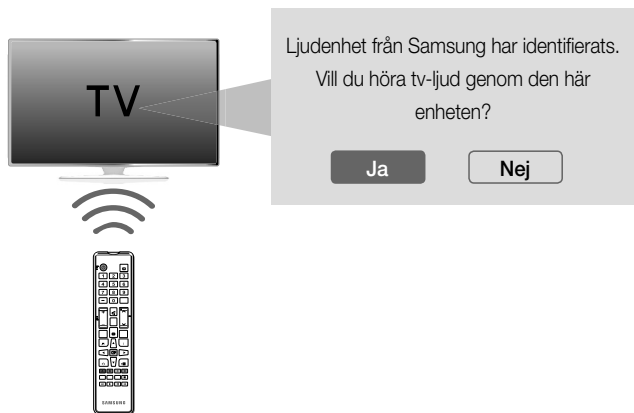 TV
Ljudenhet från Samsung har identifierats.
Vill du höra tv-ljud genom den här
enheten?
Ja
Nej
SAMSUNG